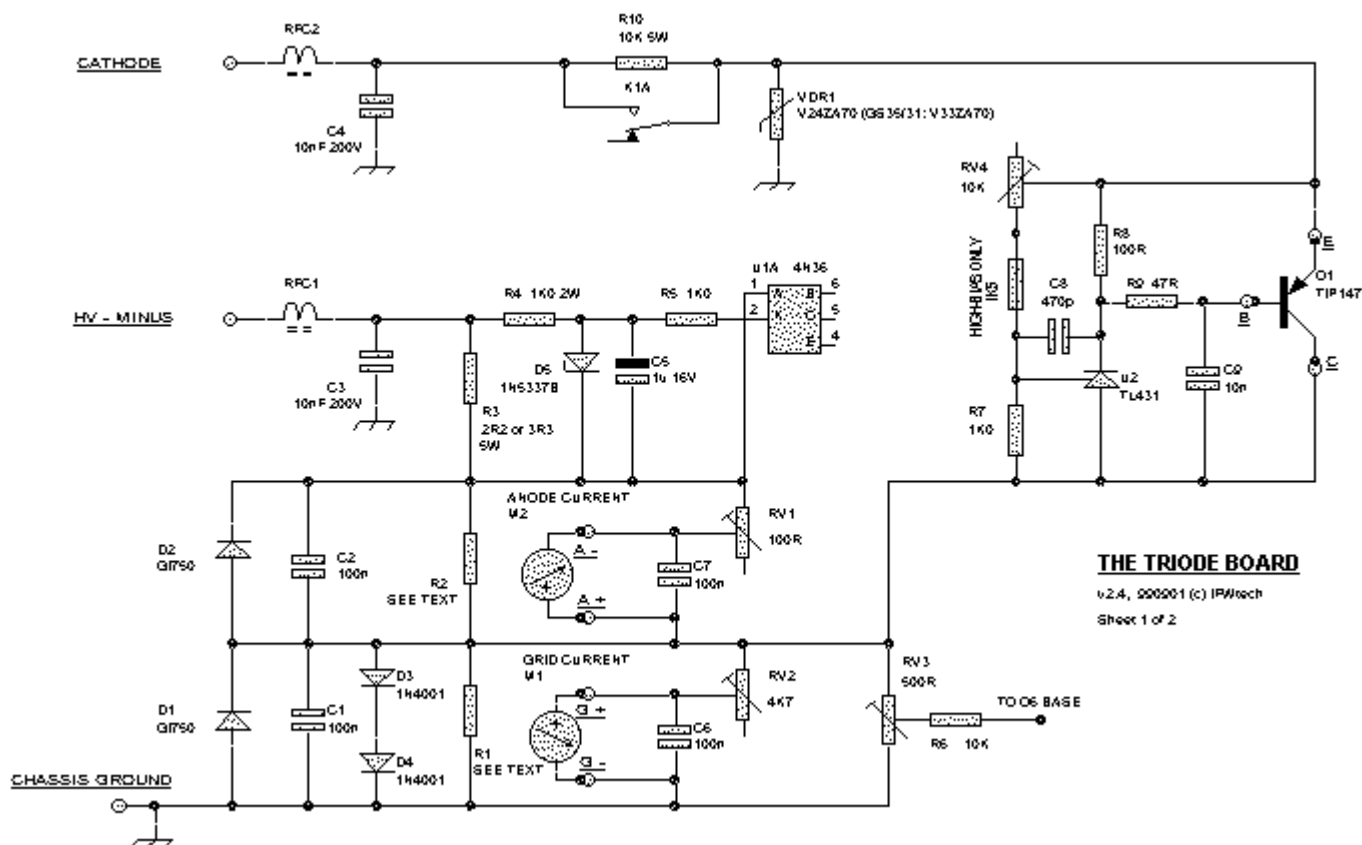 RFC2
R10
10K 5W
CATHODE
K1A
VDR1
V24ZA70 (GS35/31: V33ZA70)
C4
10nF 200V
RV4
10K
R8
100R
E
HIGH-BIAS ONLY
1K5
C8
470p
R9 47R
B
Q1
TIP147
C
u1A 4N36
RFC1
R4 1K0 2W
R5 1K0
1
2
A
K
B
C
E
6
5
4
HV - MINUS
D5
1N5337B
C5
1u 16V
C3
10nF 200V
R3
2R2 or 3R3
5W
u2
TL431
C9
10n
R7
1K0
ANODE CURRENT
M2
A -
A +
RV1
100R
D2
GI750
C2
100n
R2
SEE TEXT
C7
100n
THE TRIODE BOARD
v2.4, 990901 (c) IFWtech
Sheet 1 of 2
GRID CURRENT
M1
G +
G -
RV2
4K7
RV3
500R
TO Q6 BASE
R6 10K
D3
1N4001
D1
GI750
C1
100n
D4
1N4001
R1
SEE TEXT
C6
100n
CHASSIS GROUND